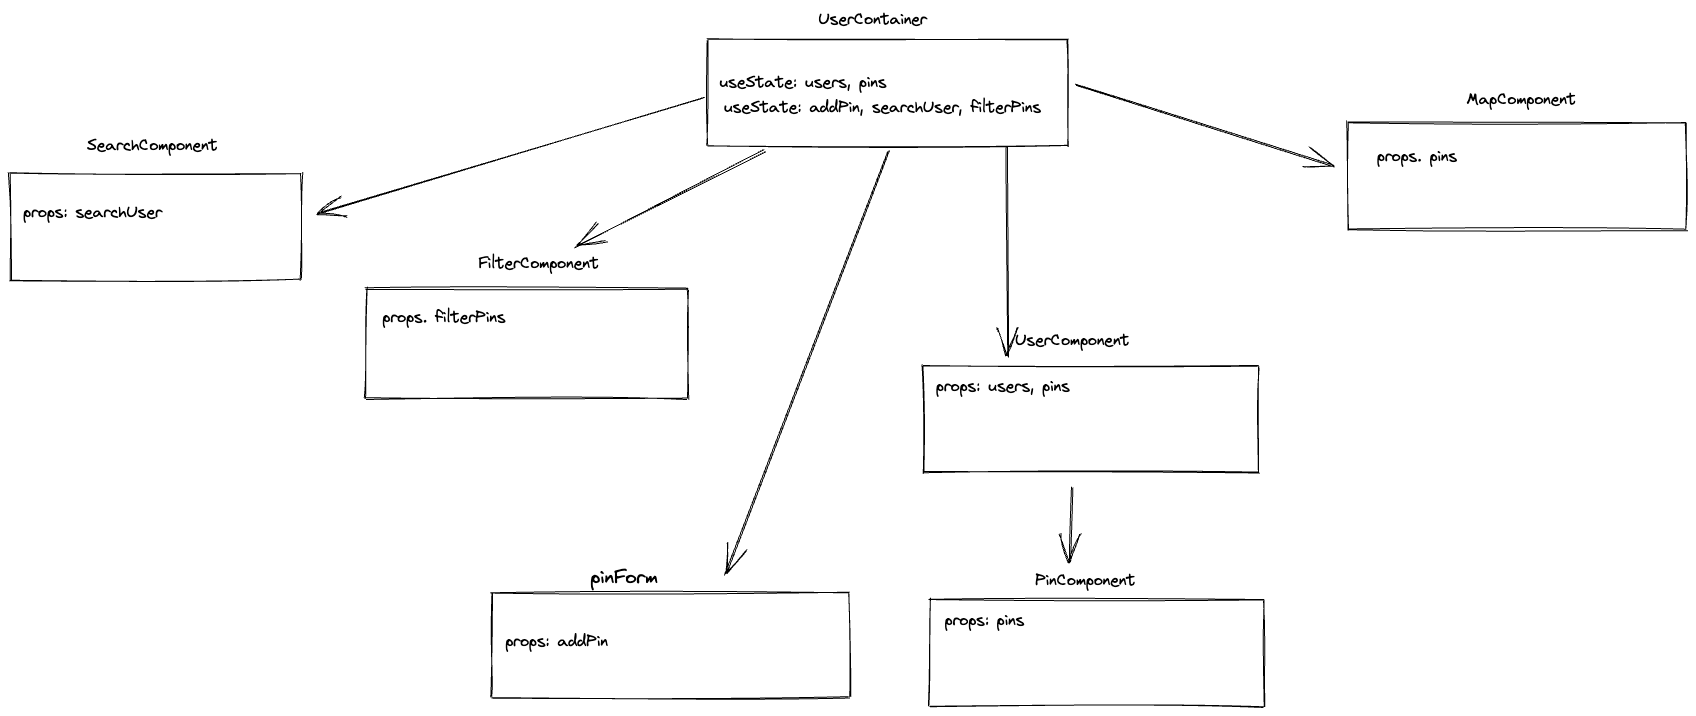 UserContainer
useState: users, pins
useState: addPin, searchUser, filterPins
MapComponent
props. pins
SearchComponent
props: searchUser
FilterComponent
props. filterPins
UserComponent
props: users, pins
pinForm
props: addPin
PinComponent
props: pins